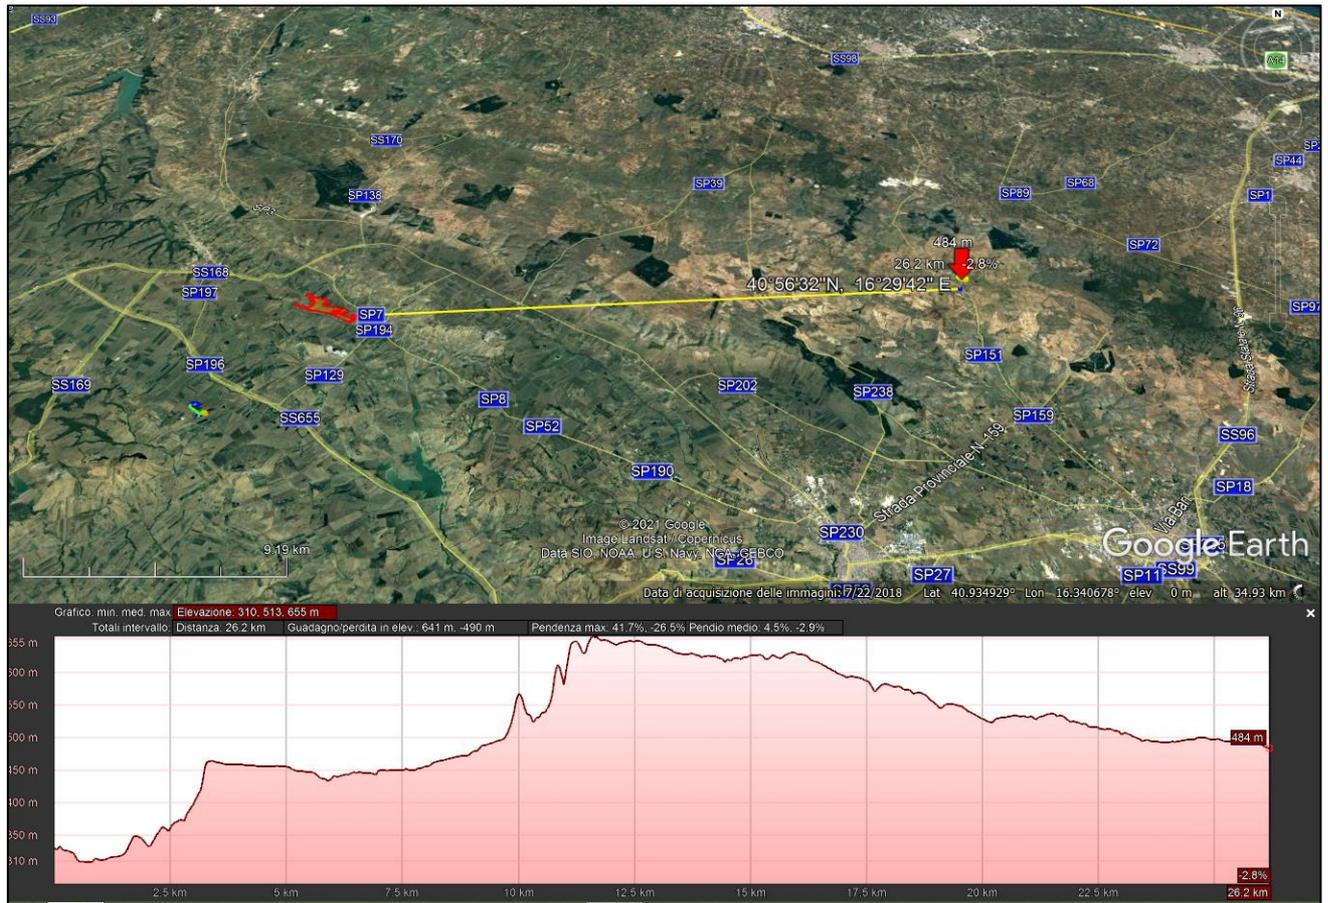 SS93
N
SS98
A14
SS170
SP44
SP138
SP39
SP89
SP68
SP1
484 m
SP72
26.2 km -2.8%
SS168
40°56'32"N, 16°29'42" E
SP197
SP97
SP7
SP194
SP151
SP196
SP129
SS169
SP202
SP238
SP8
SS655
SP159
SP52
SS96
Strada Provinciale N 159
SP190
SP18
Via Bari
© 2021 Google
Image Landsat / Copernicus
SP230
Data SIO, NOAA, U.S. Navy, NGA, GEBCO
Google Earth
9.19 km
SP27
SP11
SS99
Data di acquisizione delle immagini: 7/22/2018 Lat 40.934929° Lon 16.340678° elev 0 m alt 34.93 km
Grafico: min. med. max Elevazione: 310, 513, 655 m
Totali intervallo: Distanza: 26.2 km Guadagno/perdita in elev.: 641 m. -490 m Pendenza max: 41.7%, -26.5% Pendio medio: 4.5%, -2.9%
655 m
600 m
550 m
500 m
484 m
450 m
400 m
350 m
310 m
-2.8%
2.5 km 5 km 7.5 km 10 km 12.5 km 15 km 17.5 km 20 km 22.5 km 26.2 km